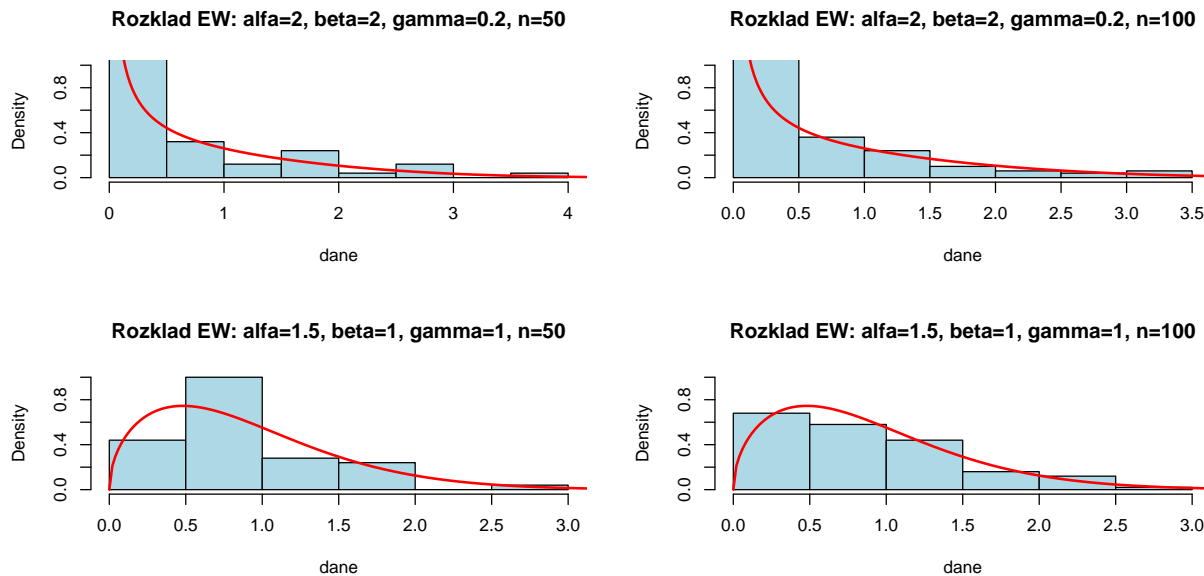 Rozklad EW: alfa=2, beta=2, gamma=0.2, n=50
Density
0.0 0.4 0.8
0 1 2 3 4
dane
Rozklad EW: alfa=2, beta=2, gamma=0.2, n=100
Density
0.0 0.4 0.8
0.0 0.5 1.0 1.5 2.0 2.5 3.0 3.5
dane
Rozklad EW: alfa=1.5, beta=1, gamma=1, n=50
Density
0.0 0.4 0.8
0.0 0.5 1.0 1.5 2.0 2.5 3.0
dane
Rozklad EW: alfa=1.5, beta=1, gamma=1, n=100
Density
0.0 0.4 0.8
0.0 0.5 1.0 1.5 2.0 2.5 3.0
dane